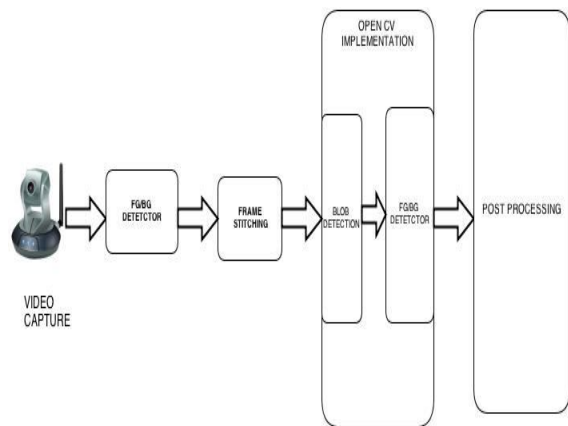 OPEN CV
IMPLEMENTATION
VIDEO
CAPTURE
FG/BG
DETETCTOR
FRAME
STITCHING
BLOB
DETECTION
FG/BG
DETETCTOR
POST PROCESSING